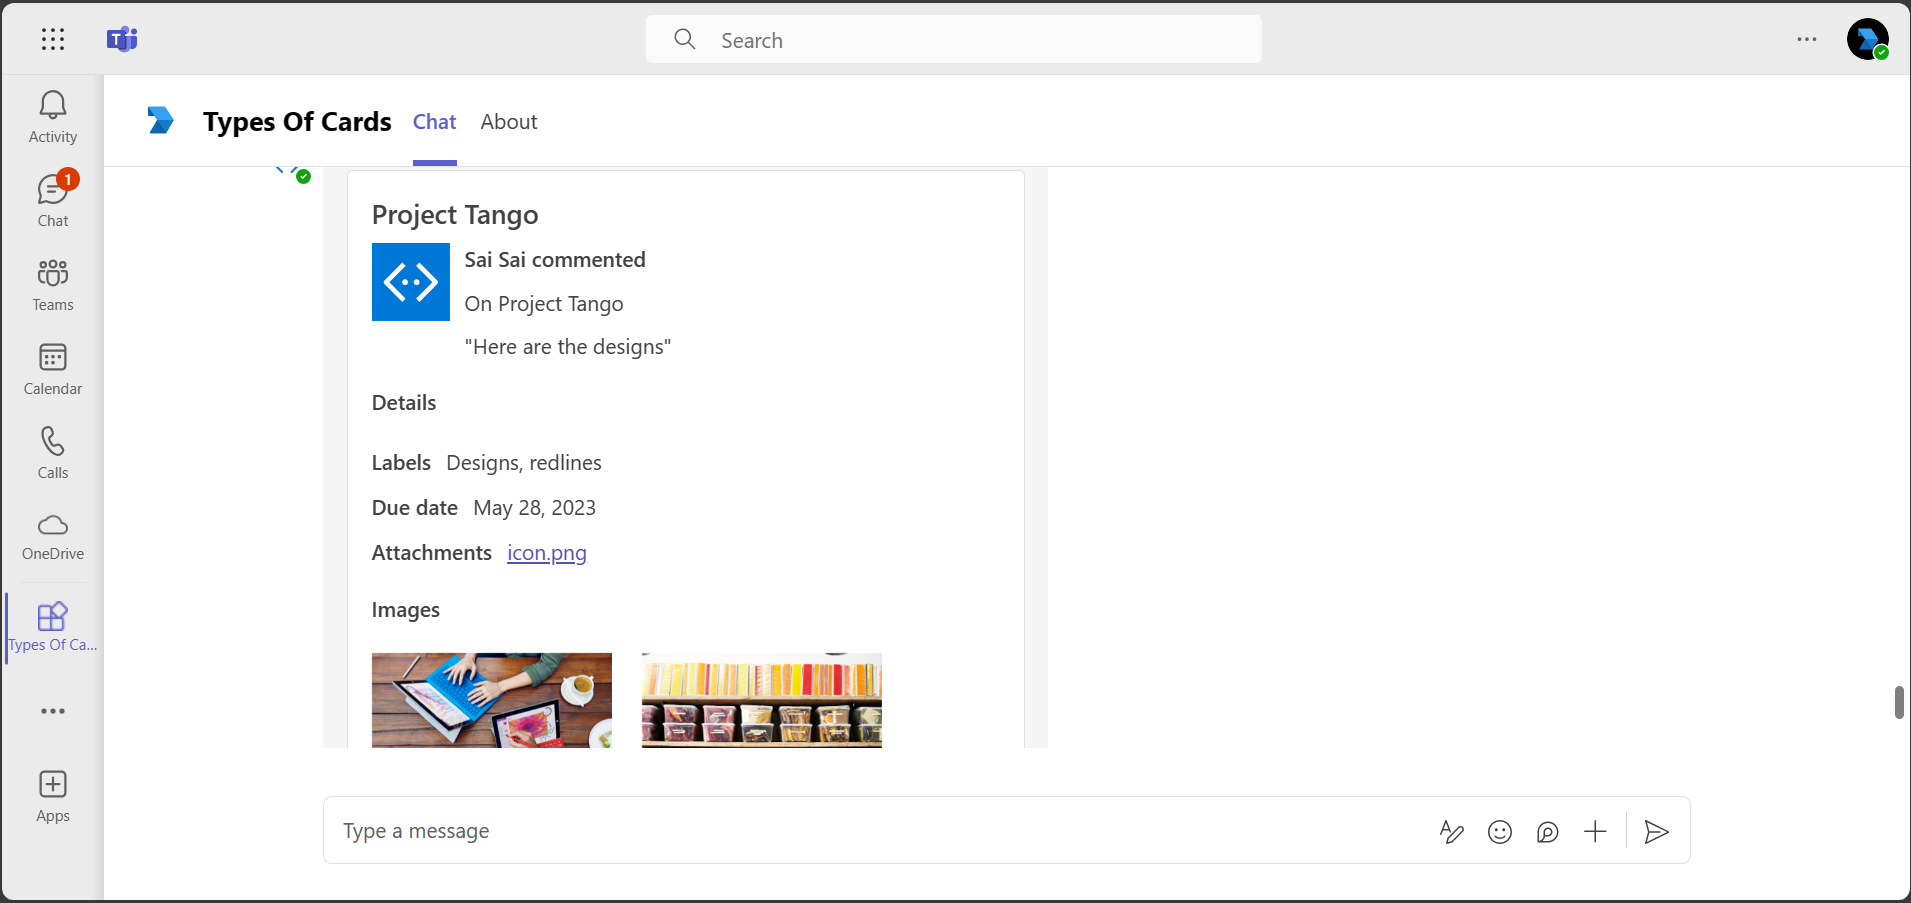 Search
Activity
1
Chat
Teams
Calendar
Calls
OneDrive
Types Of Ca...
Apps
Types Of Cards Chat About
Project Tango
Sai Sai commented
On Project Tango
"Here are the designs"
Details
Labels Designs, redlines
Due date May 28, 2023
Attachments icon.png
Images
Type a message